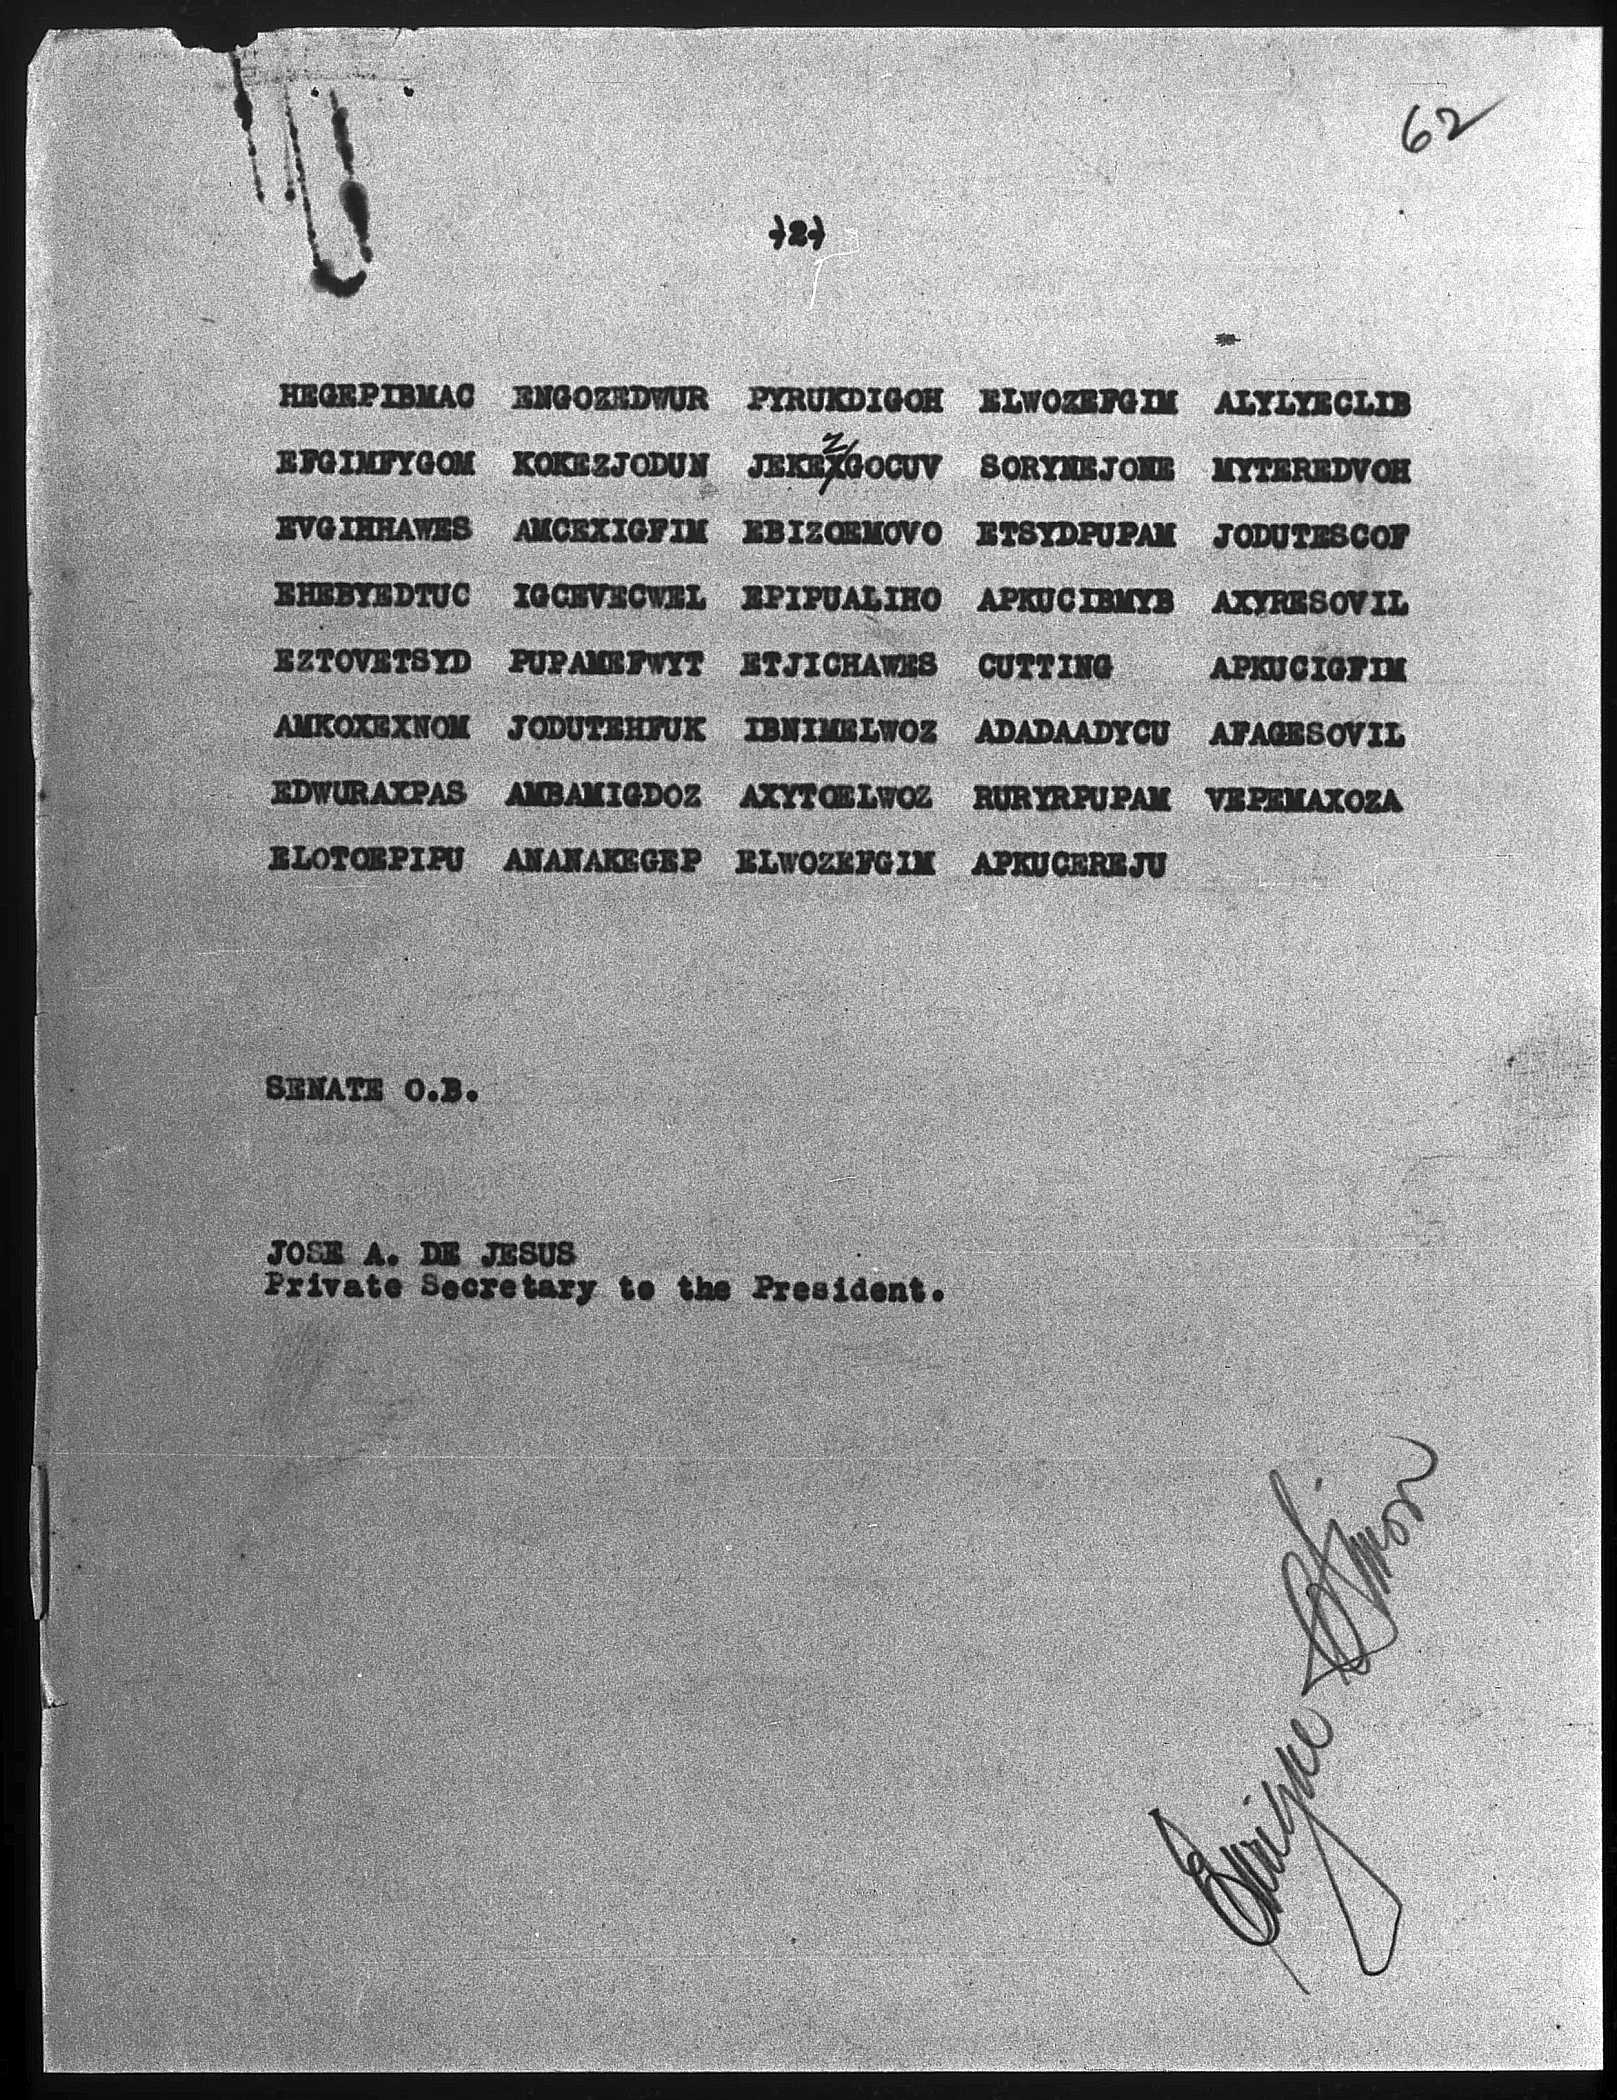 62
(2)
HEGEPIBMAC ENGOZEDWUR PYRUKDIGOH ELWOZEFGIM ALYLYECLIB
EFGIMFYGOM KOKEZJODUN JEKEZGOCUV SORYNEJONE MYTEREDVOH
EVGIHHAWES AMCEXIGFIM EBIZOEMOVO ETSYDPUPAM JODUTESCOF
EHEBYEDTUC IGCEVECWEL EPIPUALIHO APKUCIBMYB AXYRESOVIL
EZTOVETSYD PUPAMEFWYT ETJICHAWES CUTTING APKUCIGFIM
AMKOXEXNOM JODUTEHFUK IBNIMELWOZ ADADAADYCU AFAGESOVIL
EDWURAXPAS AMBAMIGDOZ AXYTOELWOZ RURYRPUPAM VEPEMAXOZA
ELOTOEPIPU ANANAKEGEP ELWOZEFGIM APKUCEREJU
SENATE O.B.
JOSE A. DE JESUS
Private Secretary to the President.